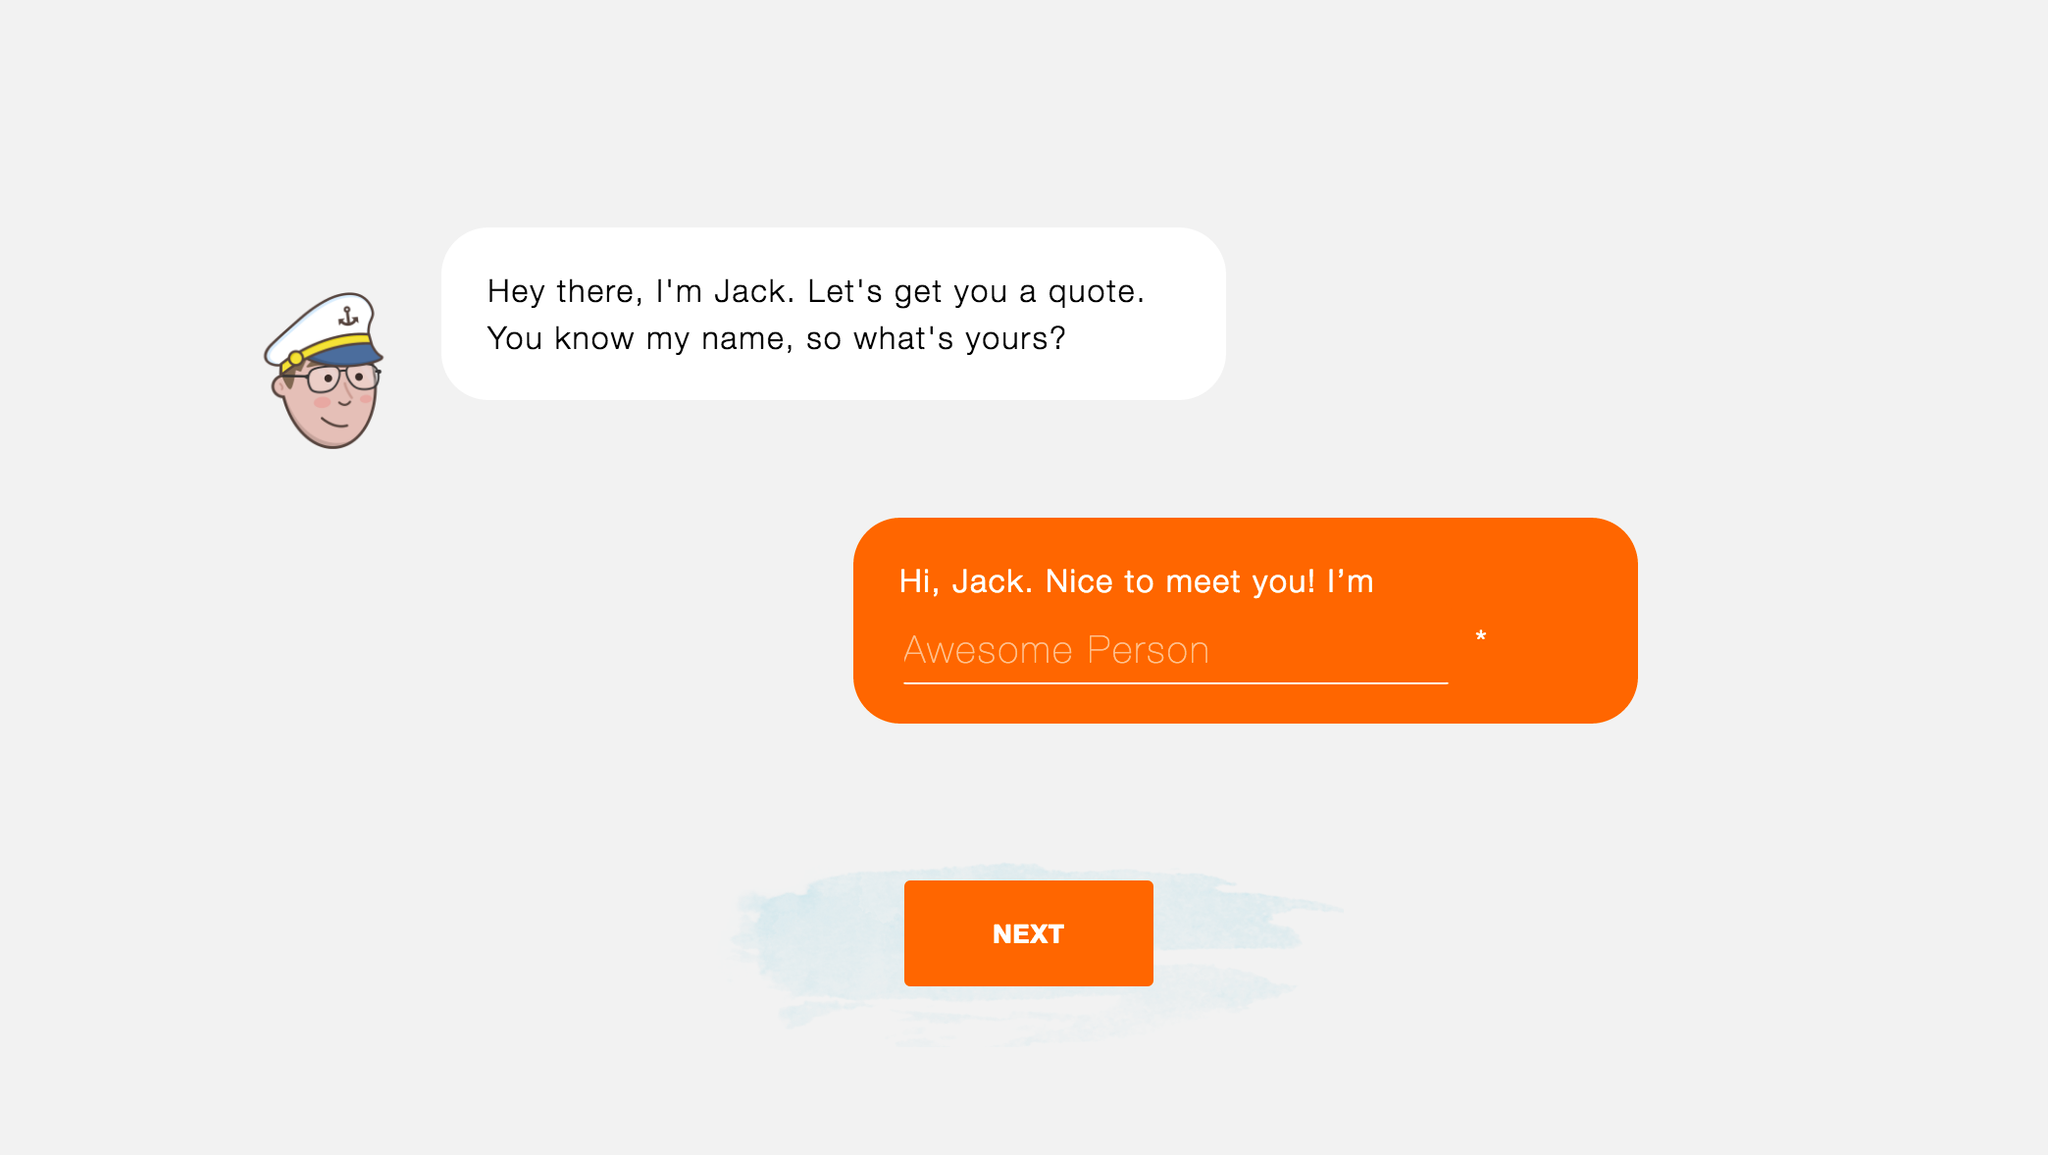 Hey there, I'm Jack. Let's get you a quote.
You know my name, so what's yours?
Hi, Jack. Nice to meet you! I’m
Awesome Person *
NEXT